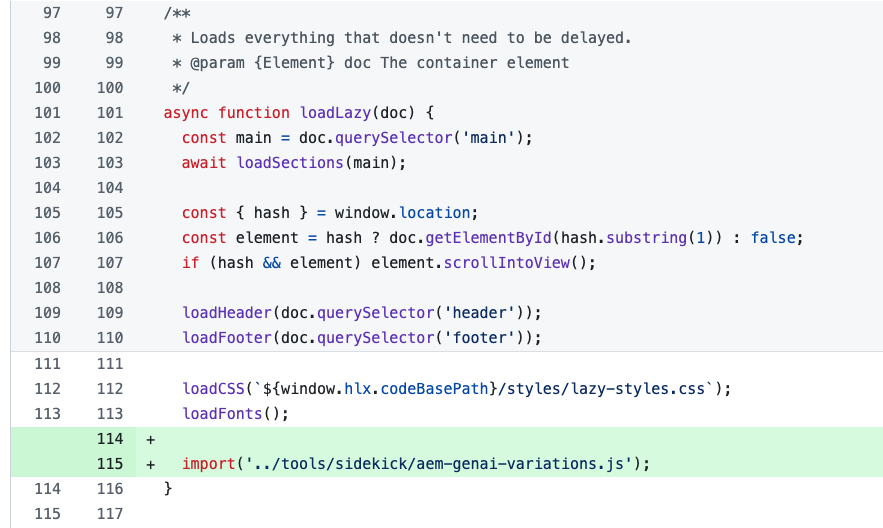 97 97 /**
98 98  * Loads everything that doesn't need to be delayed.
99 99  * @param {Element} doc The container element
100 100  */
101 101 async function loadLazy(doc) {
102 102   const main = doc.querySelector('main');
103 103   await loadSections(main);
104 104
105 105   const { hash } = window.location;
106 106   const element = hash ? doc.getElementById(hash.substring(1)) : false;
107 107   if (hash && element) element.scrollIntoView();
108 108
109 109   loadHeader(doc.querySelector('header'));
110 110   loadFooter(doc.querySelector('footer'));
111 111
112 112   loadCSS(`${window.hlx.codeBasePath}/styles/lazy-styles.css`);
113 113   loadFonts();
114 +
115 +   import('../tools/sidekick/aem-genai-variations.js');
114 116 }
115 117